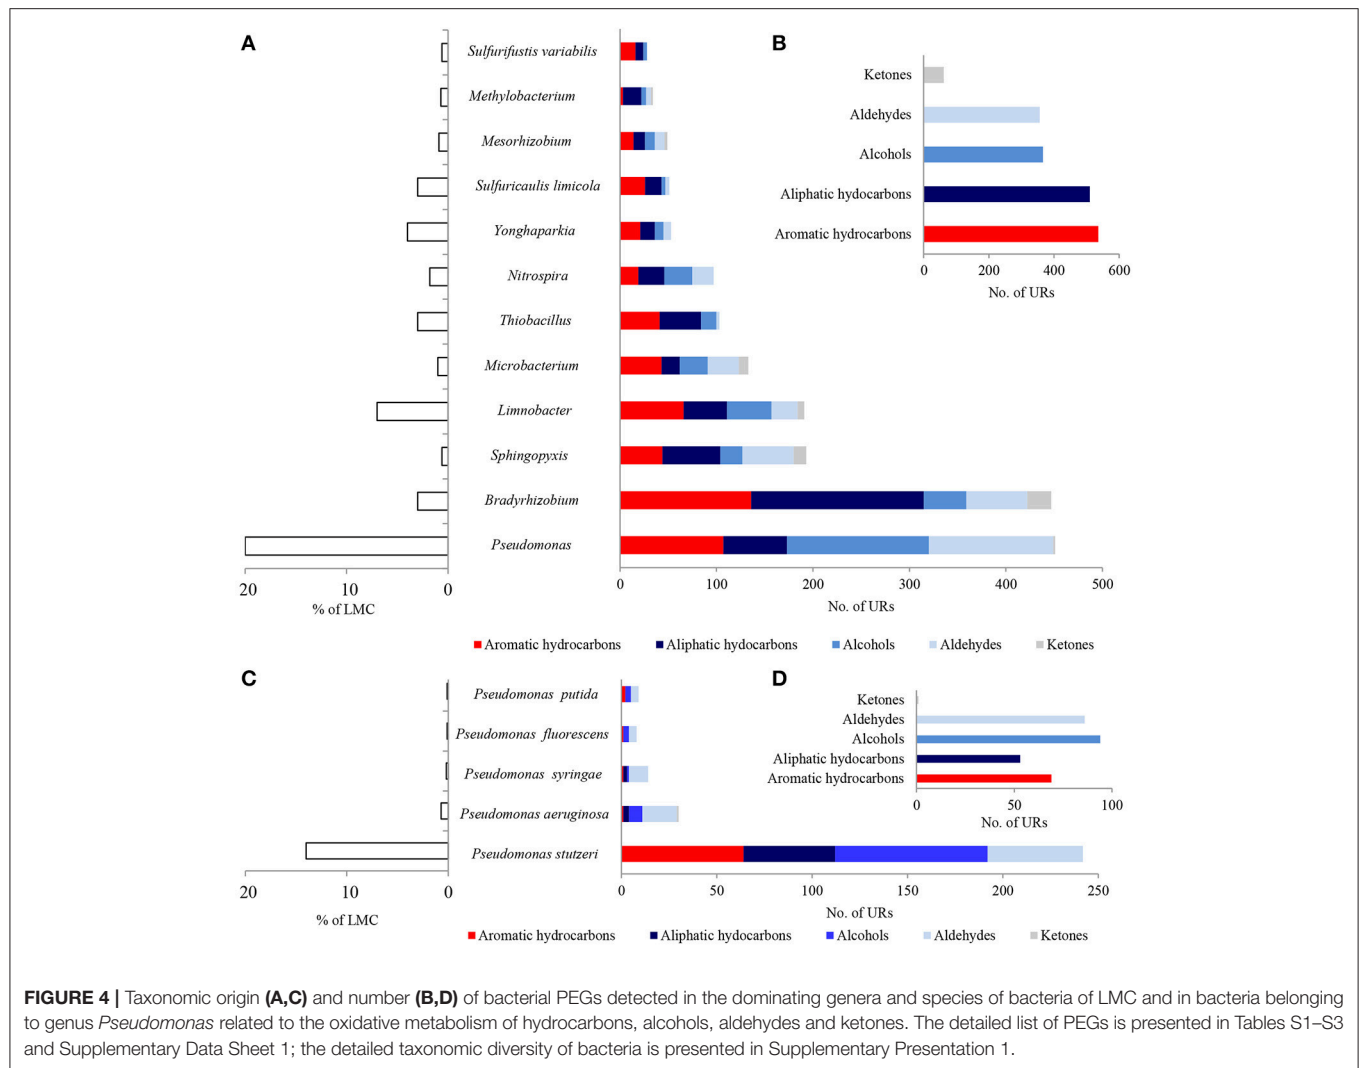 A
Sulfurifustis variabilis
Methylobacterium
Mesorhizobium
Sulfuricaulis limicola
Yonghaparkia
Nitrospira
Thiobacillus
Microbacterium
Limnobacter
Sphingopyxis
Bradyrhizobium
Pseudomonas
20 10 0
% of LMC
0 100 200 300 400 500
No. of URs
B
Ketones
Aldehydes
Alcohols
Aliphatic hydocarbons
Aromatic hydrocarbons
0 200 400 600
No. of URs
Aromatic hydrocarbons Aliphatic hydocarbons Alcohols Aldehydes Ketones
C
Pseudomonas putida
Pseudomonas fluorescens
Pseudomonas syringae
Pseudomonas aeruginosa
Pseudomonas stutzeri
20 10 0
% of LMC
0 50 100 150 200 250
No. of URs
D
Ketones
Aldehydes
Alcohols
Aliphatic hydocarbons
Aromatic hydrocarbons
0 50 100
No. of URs
Aromatic hydrocarbons Aliphatic hydocarbons Alcohols Aldehydes Ketones
FIGURE 4 | Taxonomic origin (A,C) and number (B,D) of bacterial PEGs detected in the dominating genera and species of bacteria of LMC and in bacteria belonging
to genus Pseudomonas related to the oxidative metabolism of hydrocarbons, alcohols, aldehydes and ketones. The detailed list of PEGs is presented in Tables S1–S3
and Supplementary Data Sheet 1; the detailed taxonomic diversity of bacteria is presented in Supplementary Presentation 1.